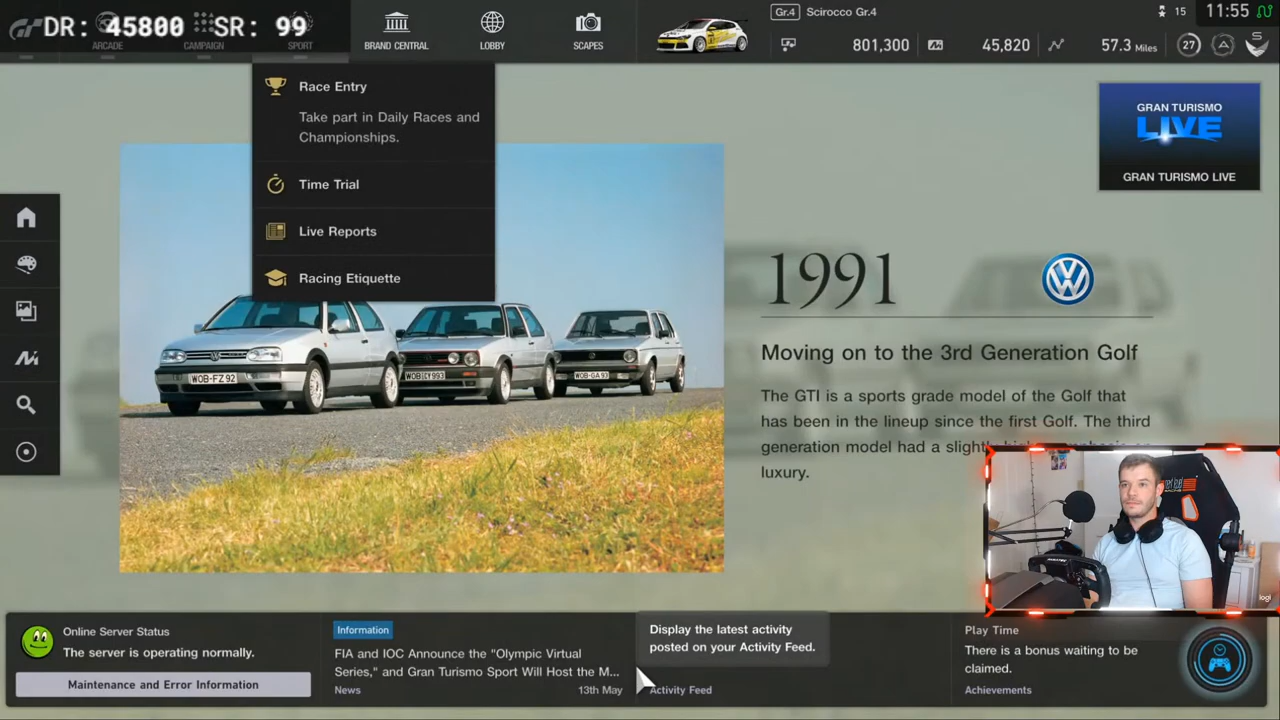 DR: 45800 SR: 99
ARCADE
CAMPAIGN
SPORT
BRAND CENTRAL
LOBBY
SCAPES
Gr.4 Scirocco Gr.4
15
11:55
801,300
45,820
57.3 Miles
27
Race Entry
Take part in Daily Races and
Championships.
Time Trial
Live Reports
Racing Etiquette
GRAN TURISMO
LIVE
GRAN TURISMO LIVE
WOB-FZ 92
WOB-CY 993
WOB-GA 93
1991
Moving on to the 3rd Generation Golf
The GTI is a sports grade model of the Golf that
has been in the lineup since the first Golf. The third
generation model had a slightly
luxury.
logi
Online Server Status
The server is operating normally.
Maintenance and Error Information
Information
FIA and IOC Announce the "Olympic Virtual
Series," and Gran Turismo Sport Will Host the M...
News
13th May
Display the latest activity
posted on your Activity Feed.
Activity Feed
Play Time
There is a bonus waiting to be
claimed.
Achievements